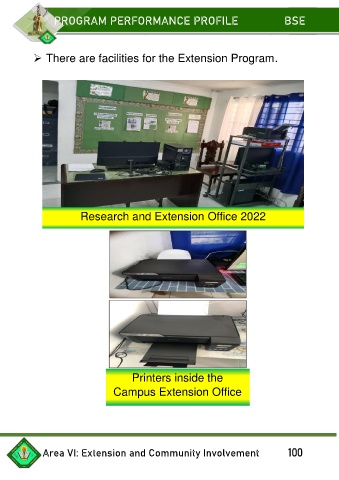 PROGRAM PERFORMANCE PROFILE BSE
➢ There are facilities for the Extension Program.
Research and Extension Office 2022
Printers inside the
Campus Extension Office
Area VI: Extension and Community Involvement 100